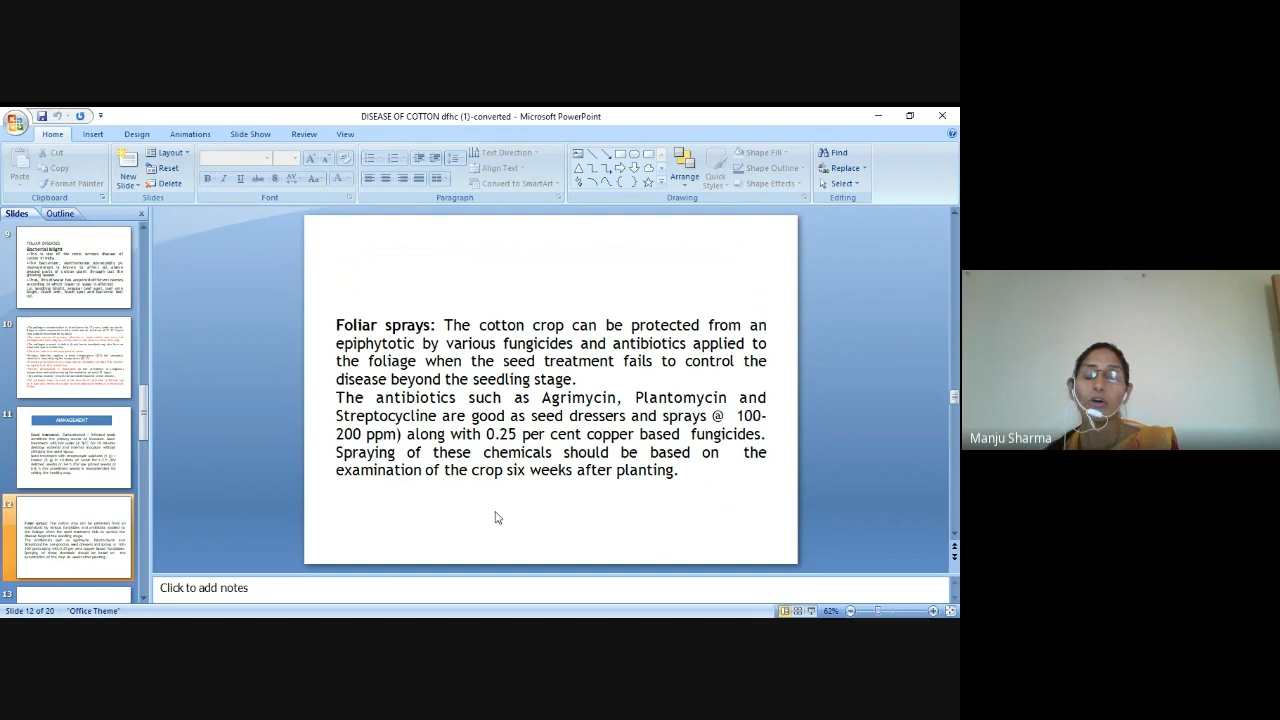 DISEASE OF COTTON dfhc (1)-converted - Microsoft PowerPoint
Home Insert Design Animations Slide Show Review View
Paste
Cut
Copy
Format Painter
Clipboard
New Slide
Layout
Reset
Delete
Slides
Font
Text Direction
Align Text
Convert to SmartArt
Paragraph
Arrange
Quick Styles
Shape Fill
Shape Outline
Shape Effects
Drawing
Find
Replace
Select
Editing
Slides Outline
9
FOLIAR DISEASES
Bacterial blight
10
11
MANAGEMENT
12
13
Foliar sprays: The cotton crop can be protected from an
epiphytotic by various fungicides and antibiotics applied to
the foliage when the seed treatment fails to control the
disease beyond the seedling stage.
The antibiotics such as Agrimycin, Plantomycin and
Streptocycline are good as seed dressers and sprays @ 100-
200 ppm) along with 0.25 per cent copper based fungicides.
Spraying of these chemicals should be based on the
examination of the crop six weeks after planting.
Click to add notes
Slide 12 of 20 "Office Theme" 62%
Manju Sharma